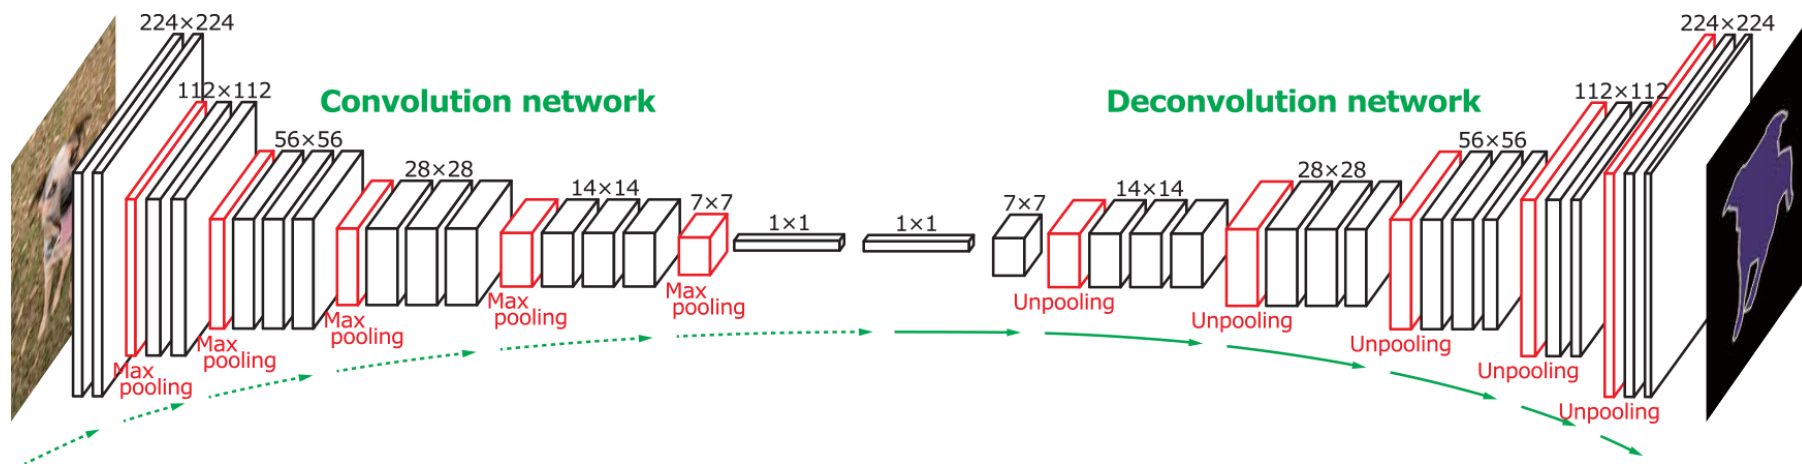 224×224
112×112
Convolution network
56×56
28×28
14×14
7×7
1×1
1×1
7×7
14×14
28×28
56×56
112×112
224×224
Deconvolution network
Max
pooling
Max
pooling
Max
pooling
Max
pooling
Max
pooling
Unpooling
Unpooling
Unpooling
Unpooling
Unpooling